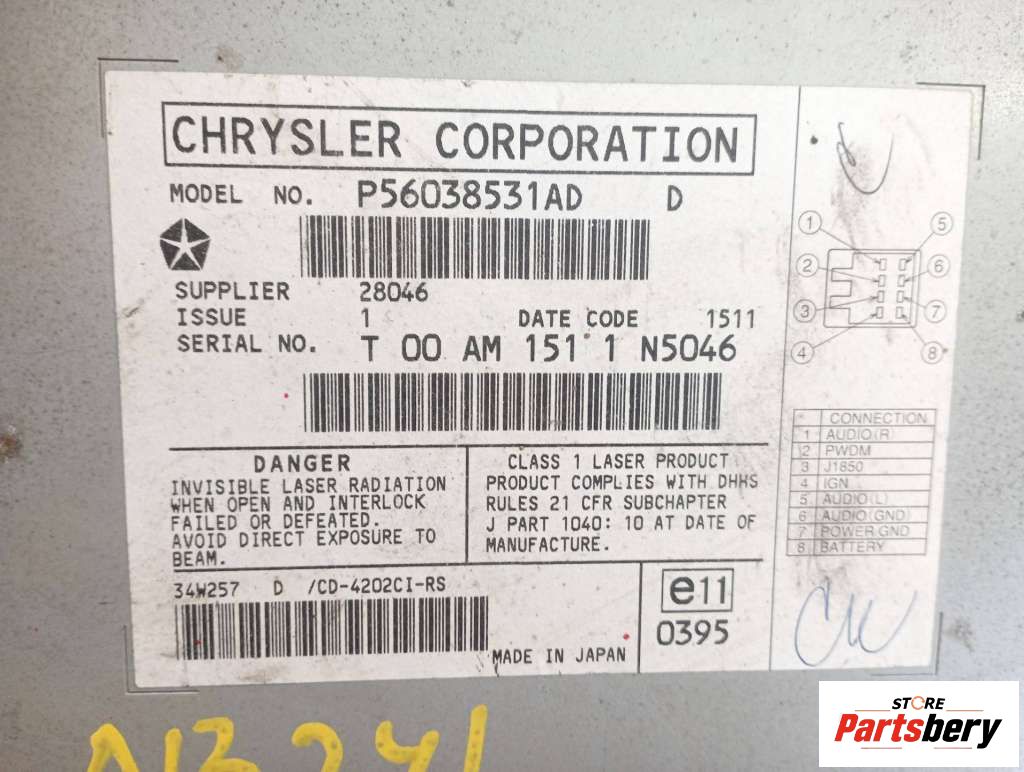 CHRYSLER CORPORATION
MODEL NO. P56038531AD D
SUPPLIER 28046
ISSUE 1 DATE CODE 1511
SERIAL NO. T 00 AM 151 1 N5046
DANGER
INVISIBLE LASER RADIATION
WHEN OPEN AND INTERLOCK
FAILED OR DEFEATED.
AVOID DIRECT EXPOSURE TO
BEAM.
CLASS 1 LASER PRODUCT
PRODUCT COMPLIES WITH DHHS
RULES 21 CFR SUBCHAPTER
J PART 1040: 10 AT DATE OF
MANUFACTURE.
34W257 D /CD-4202CI-RS
MADE IN JAPAN
e11
0395
1 5
2 6
3 7
4 8
* CONNECTION
1 AUDIO(R)
2 PWDM
3 J1850
4 IGN
5 AUDIO(L)
6 AUDIO(GND)
7 POWER GND
8 BATTERY
STORE
Partsbery